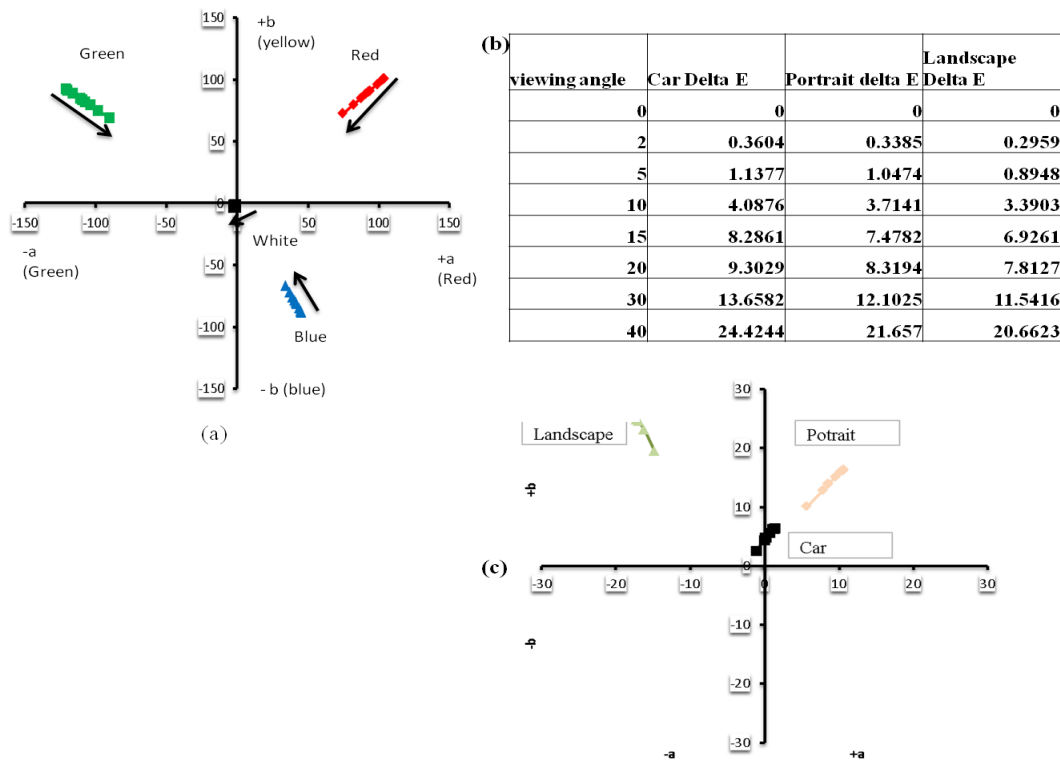 +b
(yellow)
Green
Red
150
100
50
0
-50
-100
-150
-150 -100 -50 0 50 100 150
-a
(Green)
White
+a
(Red)
Blue
- b (blue)
(a)
(b)
viewing angle Car Delta E Portrait delta E Landscape Delta E
0 0 0 0
2 0.3604 0.3385 0.2959
5 1.1377 1.0474 0.8948
10 4.0876 3.7141 3.3903
15 8.2861 7.4782 6.9261
20 9.3029 8.3194 7.8127
30 13.6582 12.1025 11.5416
40 24.4244 21.657 20.6623
(c)
30
20
10
0
-10
-20
-30
-30 -20 -10 0 10 20 30
Landscape
Potrait
Car
+b
-b
-a
+a